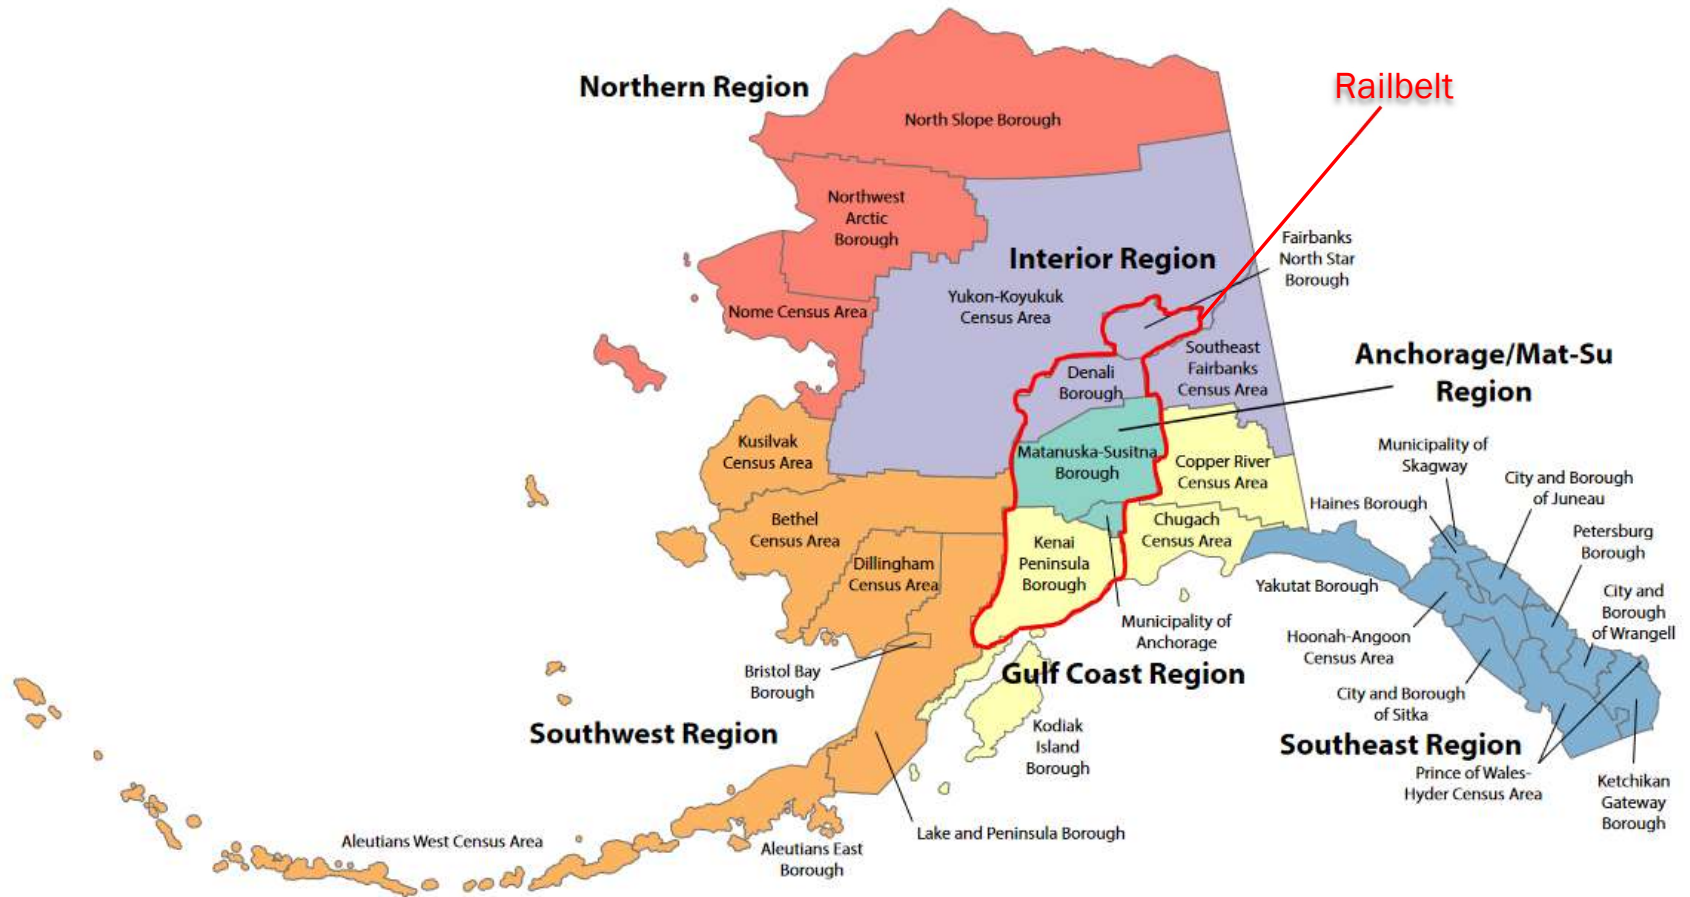 Northern Region
Railbelt
North Slope Borough
Northwest
Arctic
Borough
Fairbanks
North Star
Borough
Interior Region
Yukon-Koyukuk
Census Area
Nome Census Area
Southeast
Fairbanks
Census Area
Denali
Borough
Anchorage/Mat-Su
Region
Kusilvak
Census Area
Matanuska-Susitna
Borough
Copper River
Census Area
Municipality of
Skagway
City and Borough
of Juneau
Haines Borough
Bethel
Census Area
Chugach
Census Area
Petersburg
Borough
Kenai
Peninsula
Borough
Dillingham
Census Area
Yakutat Borough
City and
Borough
of Wrangell
Municipality of
Anchorage
Hoonah-Angoon
Census Area
Bristol Bay
Borough
Gulf Coast Region
City and Borough
of Sitka
Southwest Region
Kodiak
Island
Borough
Southeast Region
Prince of Wales-
Hyder Census Area
Ketchikan
Gateway
Borough
Lake and Peninsula Borough
Aleutians West Census Area
Aleutians East
Borough